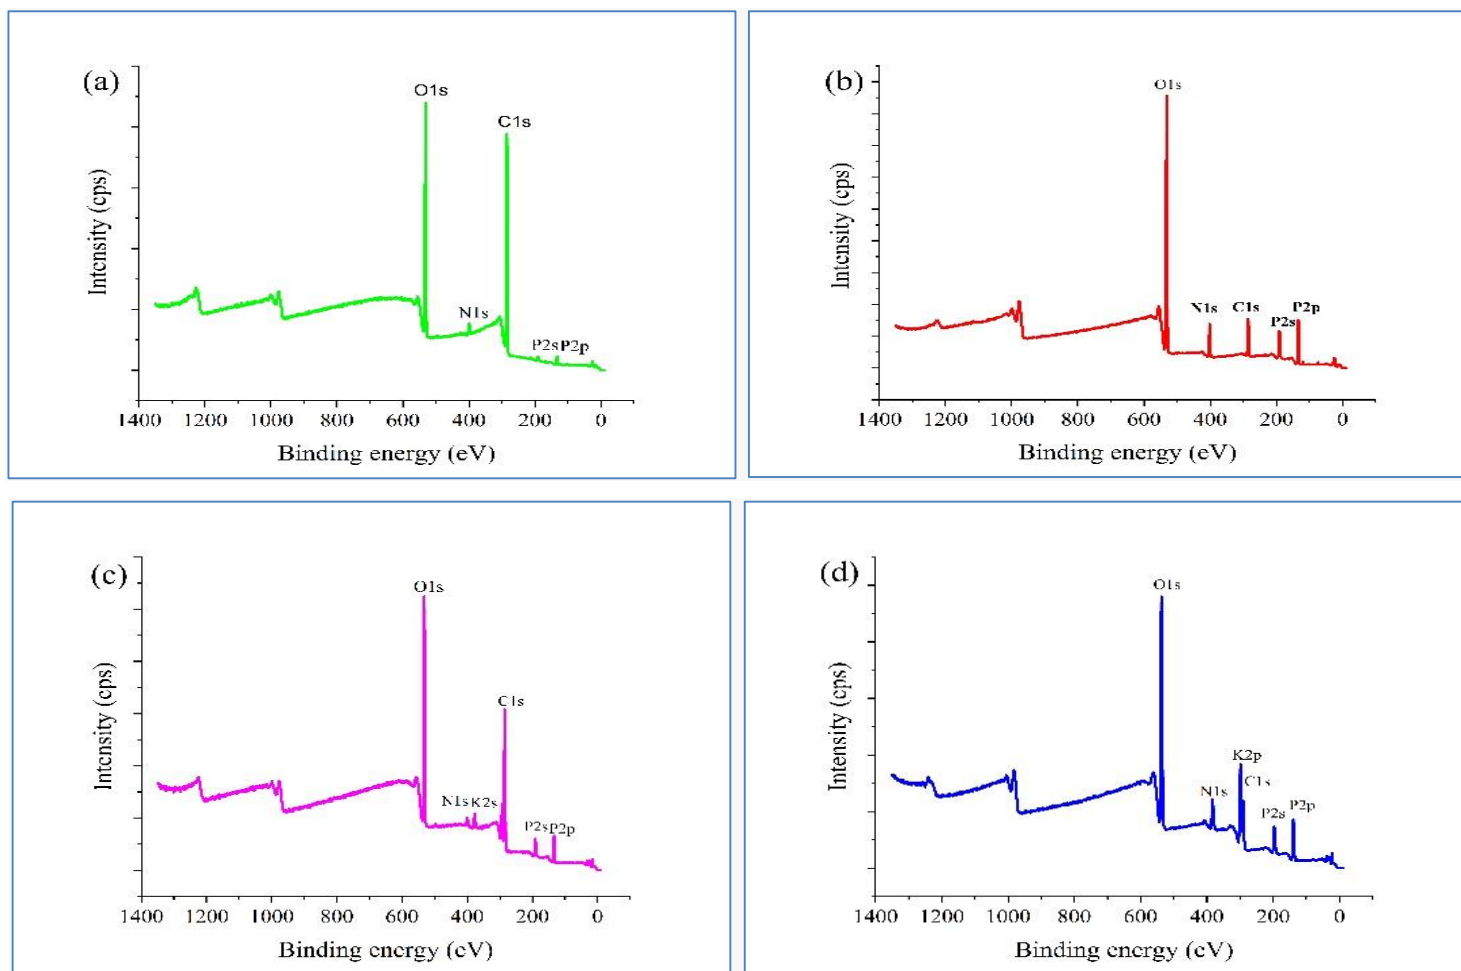 (a)
O1s
C1s
N1s
P2s P2p
Intensity (cps)
1400 1200 1000 800 600 400 200 0
Binding energy (eV)
(b)
O1s
N1s C1s P2s P2p
Intensity (cps)
1400 1200 1000 800 600 400 200 0
Binding energy (eV)
(c)
O1s
C1s
N1s K2s
P2s P2p
Intensity (cps)
1400 1200 1000 800 600 400 200 0
Binding energy (eV)
(d)
O1s
K2p
C1s
N1s
P2s P2p
Intensity (cps)
1400 1200 1000 800 600 400 200 0
Binding energy (eV)